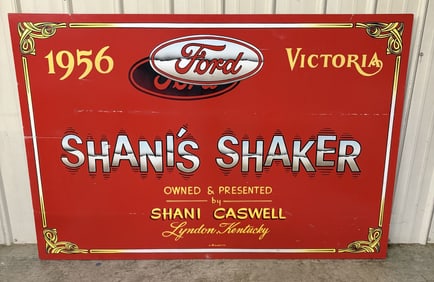 1956 Ford VICTORIA
SHANI'S SHAKER
OWNED & PRESENTED
by
SHANI CASWELL
Lyndon, Kentucky